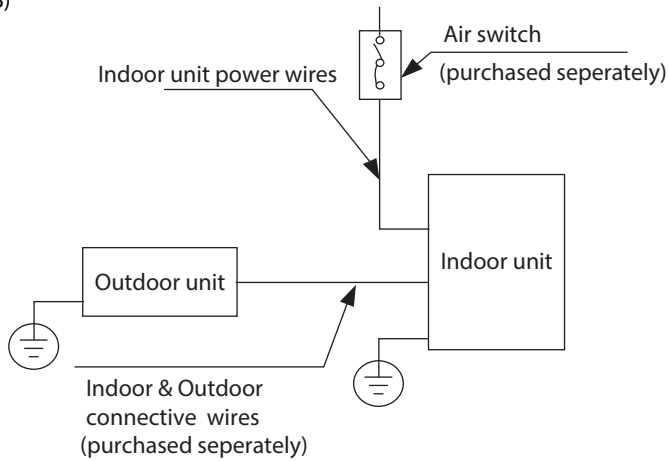 Air switch
(purchased seperately)
Indoor unit power wires
Outdoor unit
Indoor unit
Indoor & Outdoor
connective wires
(purchased seperately)